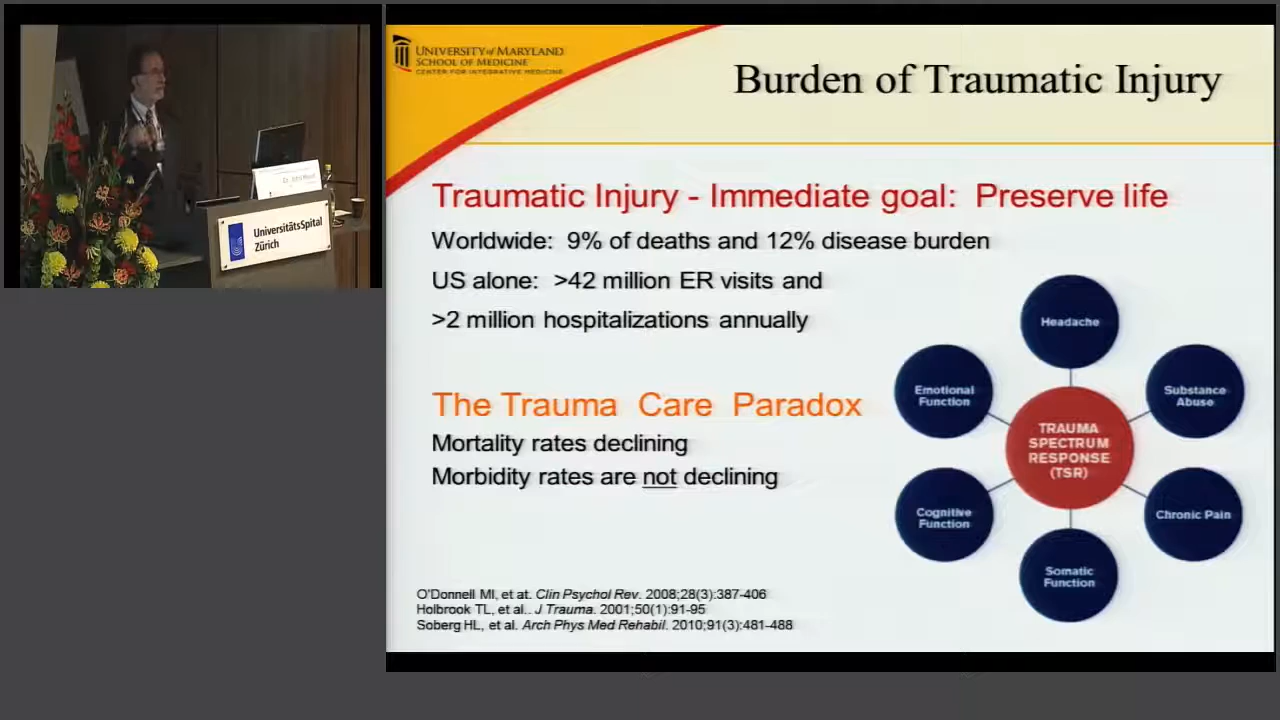 UNIVERSITY of MARYLAND
SCHOOL OF MEDICINE
CENTER FOR INTEGRATIVE MEDICINE
Burden of Traumatic Injury
Traumatic Injury - Immediate goal: Preserve life
Worldwide: 9% of deaths and 12% disease burden
US alone: >42 million ER visits and
>2 million hospitalizations annually
The Trauma Care Paradox
Mortality rates declining
Morbidity rates are not declining
Headache
Emotional
Function
Substance
Abuse
TRAUMA
SPECTRUM
RESPONSE
(TSR)
Cognitive
Function
Chronic Pain
Somatic
Function
O'Donnell MI, et at. Clin Psychol Rev. 2008;28(3):387-406
Holbrook TL, et al.. J Trauma. 2001;50(1):91-95
Soberg HL, et al. Arch Phys Med Rehabil. 2010;91(3):481-488
UniversitätsSpital
Zürich